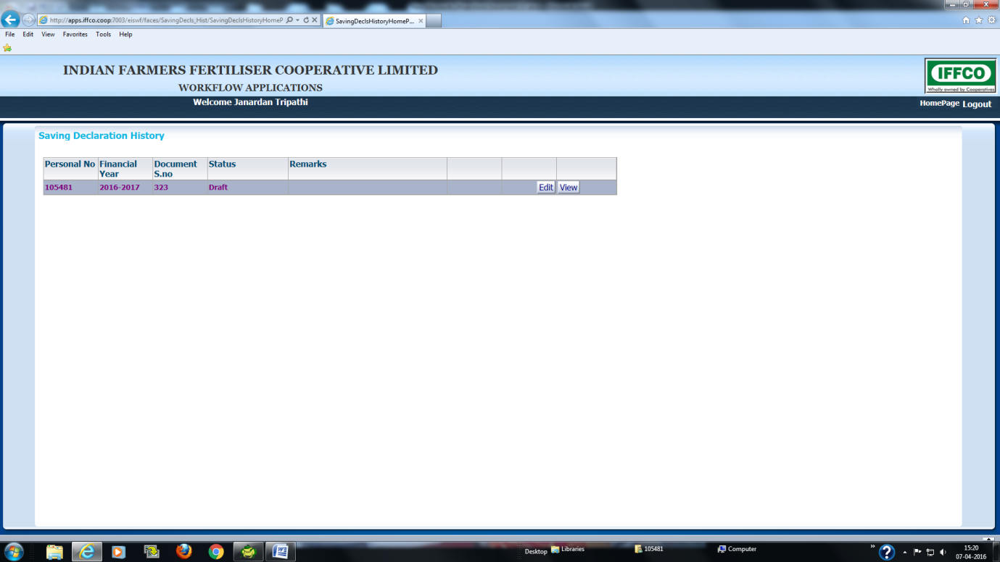 http://apps.iffco.coop:7003/eiswf/faces/SavingDecls_Hist/SavingDeclsHistoryHomeP
SavingDeclsHistoryHomeP...
File Edit View Favorites Tools Help
INDIAN FARMERS FERTILISER COOPERATIVE LIMITED
WORKFLOW APPLICATIONS
IFFCO
Wholly owned by Cooperatives
Welcome Janardan Tripathi
HomePage Logout
Saving Declaration History
Personal No Financial Year Document S.no Status Remarks
105481 2016-2017 323 Draft Edit View
Desktop Libraries 105481 Computer
15:20
07-04-2016